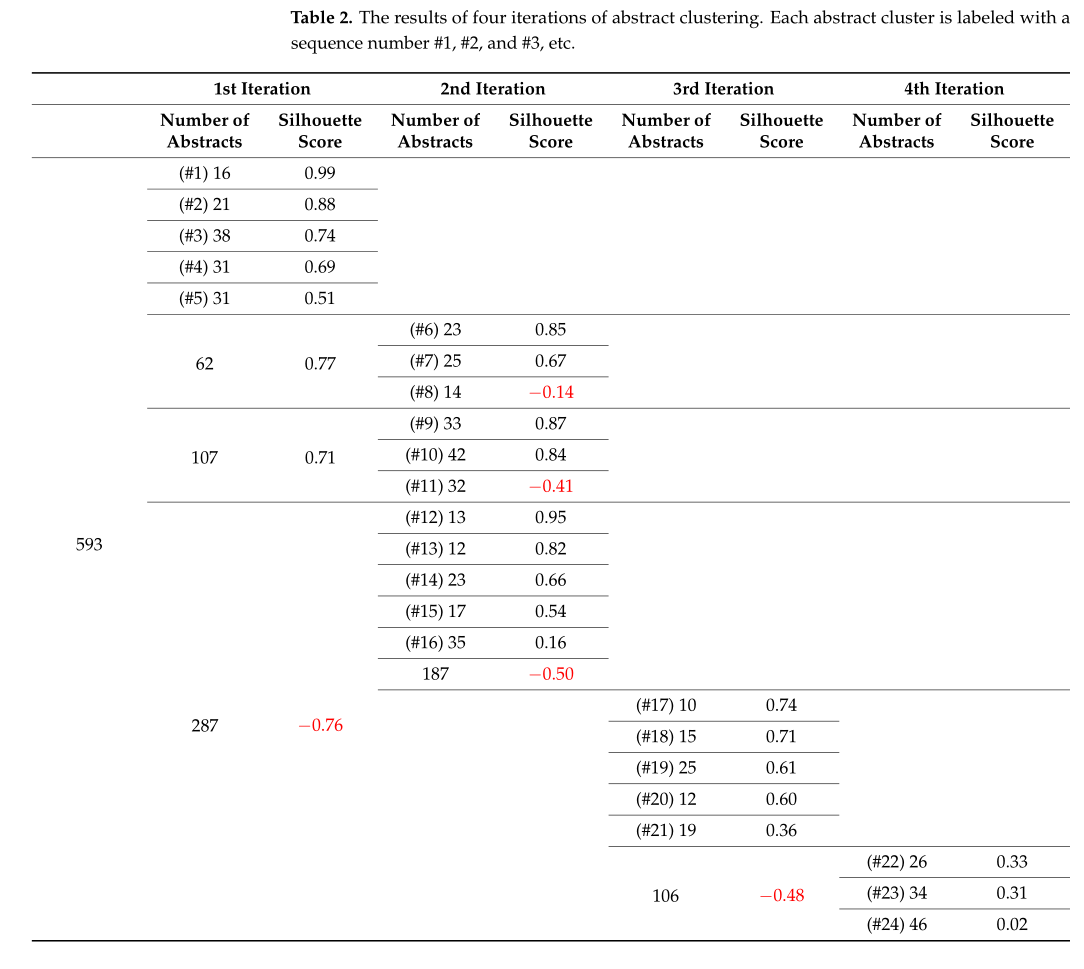 Table 2. The results of four iterations of abstract clustering. Each abstract cluster is labeled with a
sequence number #1, #2, and #3, etc.
1st Iteration 2nd Iteration 3rd Iteration 4th Iteration
Number of Silhouette Number of Silhouette Number of Silhouette Number of Silhouette
Abstracts Score Abstracts Score Abstracts Score Abstracts Score
(#1) 16 0.99
(#2) 21 0.88
(#3) 38 0.74
(#4) 31 0.69
(#5) 31 0.51
(#6) 23 0.85
62 0.77 (#7) 25 0.67
(#8) 14 −0.14
(#9) 33 0.87
107 0.71 (#10) 42 0.84
(#11) 32 −0.41
(#12) 13 0.95
593 (#13) 12 0.82
(#14) 23 0.66
(#15) 17 0.54
(#16) 35 0.16
187 −0.50
(#17) 10 0.74
287 −0.76 (#18) 15 0.71
(#19) 25 0.61
(#20) 12 0.60
(#21) 19 0.36
(#22) 26 0.33
106 −0.48 (#23) 34 0.31
(#24) 46 0.02